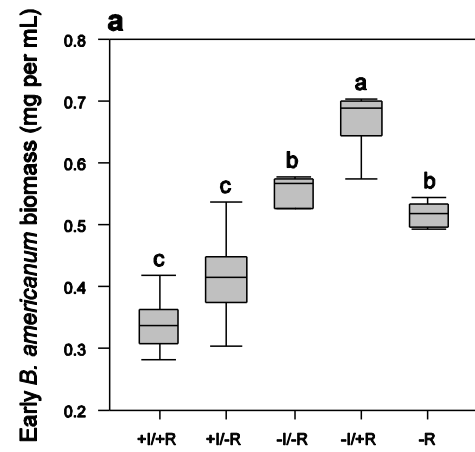 a
Early B. americanum biomass (mg per mL)
0.8
0.7
0.6
0.5
0.4
0.3
0.2
c
c
b
a
b
+I/+R
+I/-R
-I/-R
-I/+R
-R